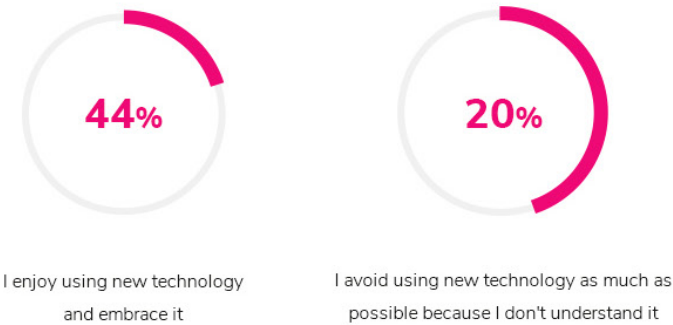 44%
20%
I enjoy using new technology
and embrace it
I avoid using new technology as much as
possible because I don't understand it